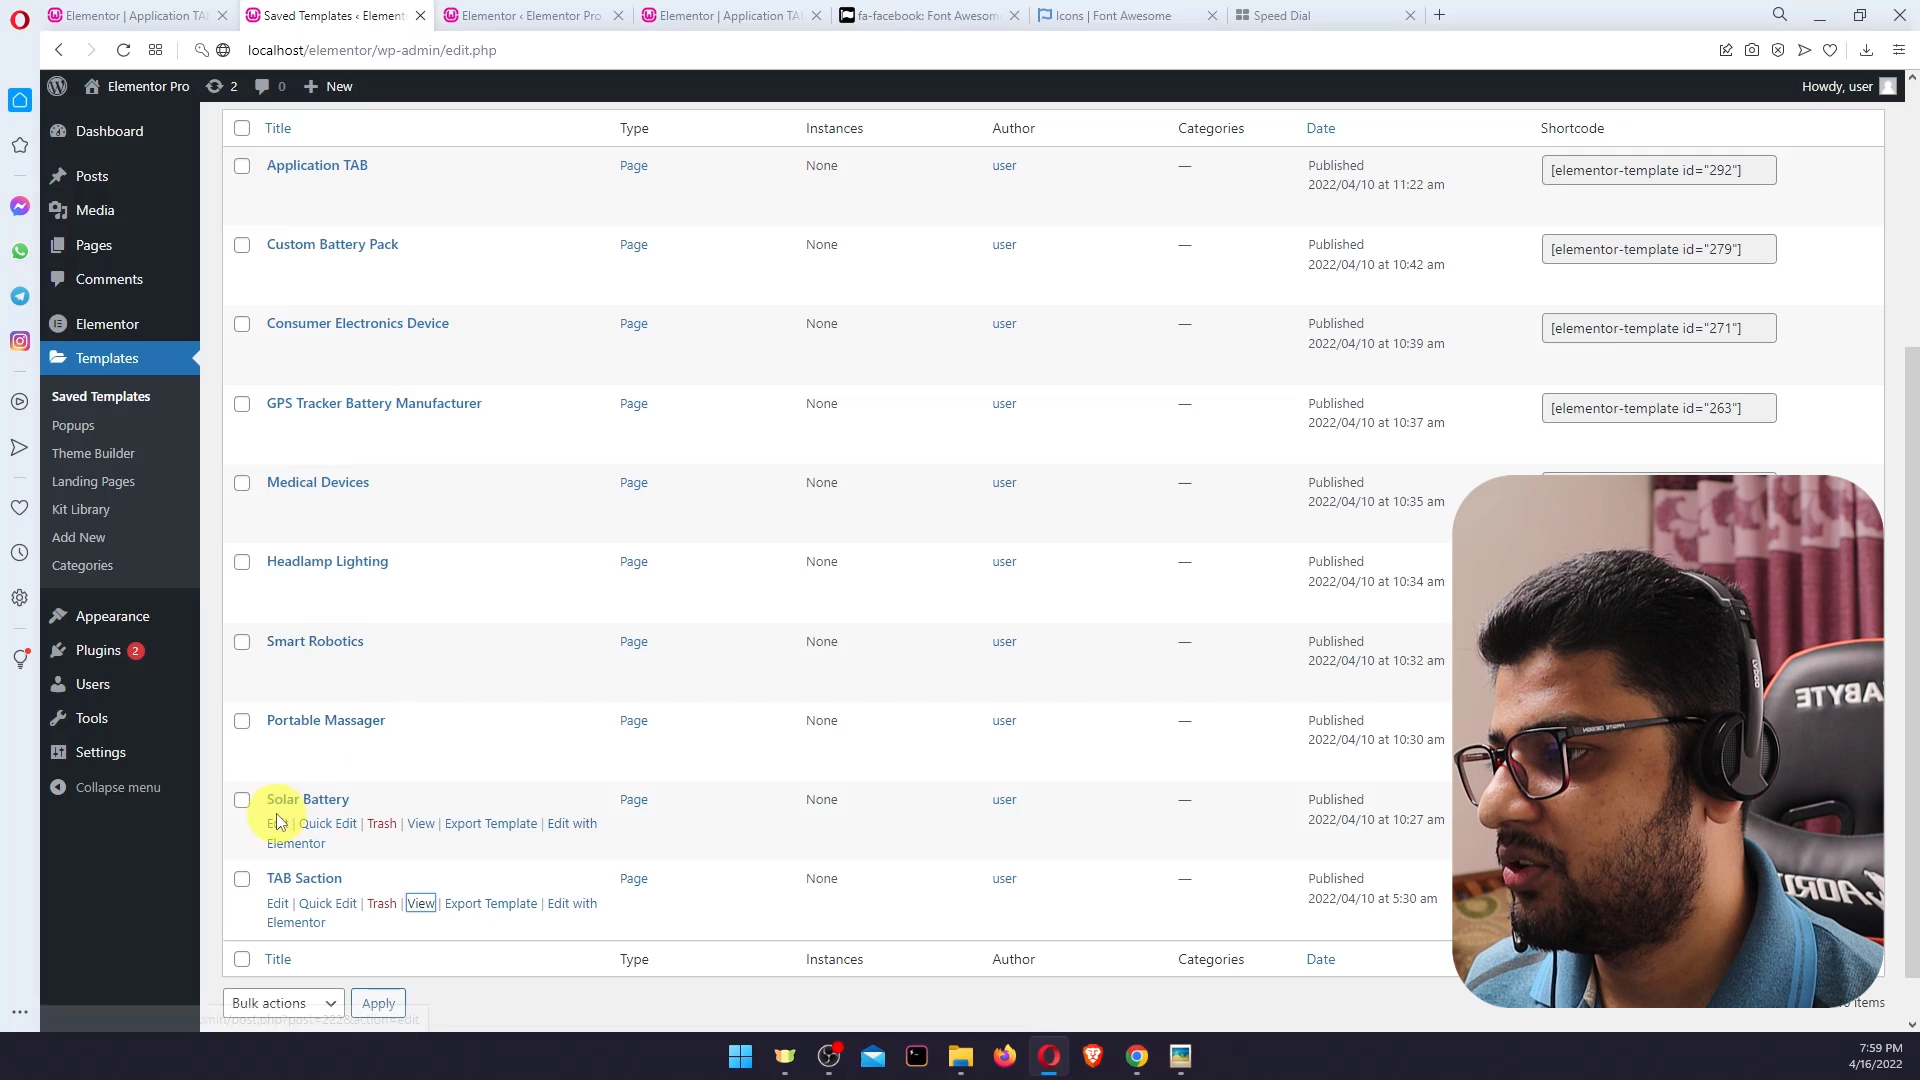 Elementor | Application TA
Saved Templates ‹ Element
Elementor ‹ Elementor Pro
Elementor | Application TA
fa-facebook: Font Awesom
Icons | Font Awesome
Speed Dial
localhost/elementor/wp-admin/edit.php
Elementor Pro
2
0
New
Howdy, user
Dashboard
Posts
Media
Pages
Comments
Elementor
Templates
Saved Templates
Popups
Theme Builder
Landing Pages
Kit Library
Add New
Categories
Appearance
Plugins 2
Users
Tools
Settings
Collapse menu
Title Type Instances Author Categories Date Shortcode
Application TAB Page None user — Published
2022/04/10 at 11:22 am
[elementor-template id="292"]
Custom Battery Pack Page None user — Published
2022/04/10 at 10:42 am
[elementor-template id="279"]
Consumer Electronics Device Page None user — Published
2022/04/10 at 10:39 am
[elementor-template id="271"]
GPS Tracker Battery Manufacturer Page None user — Published
2022/04/10 at 10:37 am
[elementor-template id="263"]
Medical Devices Page None user — Published
2022/04/10 at 10:35 am
Headlamp Lighting Page None user — Published
2022/04/10 at 10:34 am
Smart Robotics Page None user — Published
2022/04/10 at 10:32 am
Portable Massager Page None user — Published
2022/04/10 at 10:30 am
Solar Battery Page None user — Published
2022/04/10 at 10:27 am
Edit | Quick Edit | Trash | View | Export Template | Edit with
Elementor
TAB Saction Page None user — Published
2022/04/10 at 5:30 am
Edit | Quick Edit | Trash | View | Export Template | Edit with
Elementor
Title Type Instances Author Categories Date
Bulk actions
Apply
items
min/post.php?post=222&action=edit
7:59 PM
4/16/2022